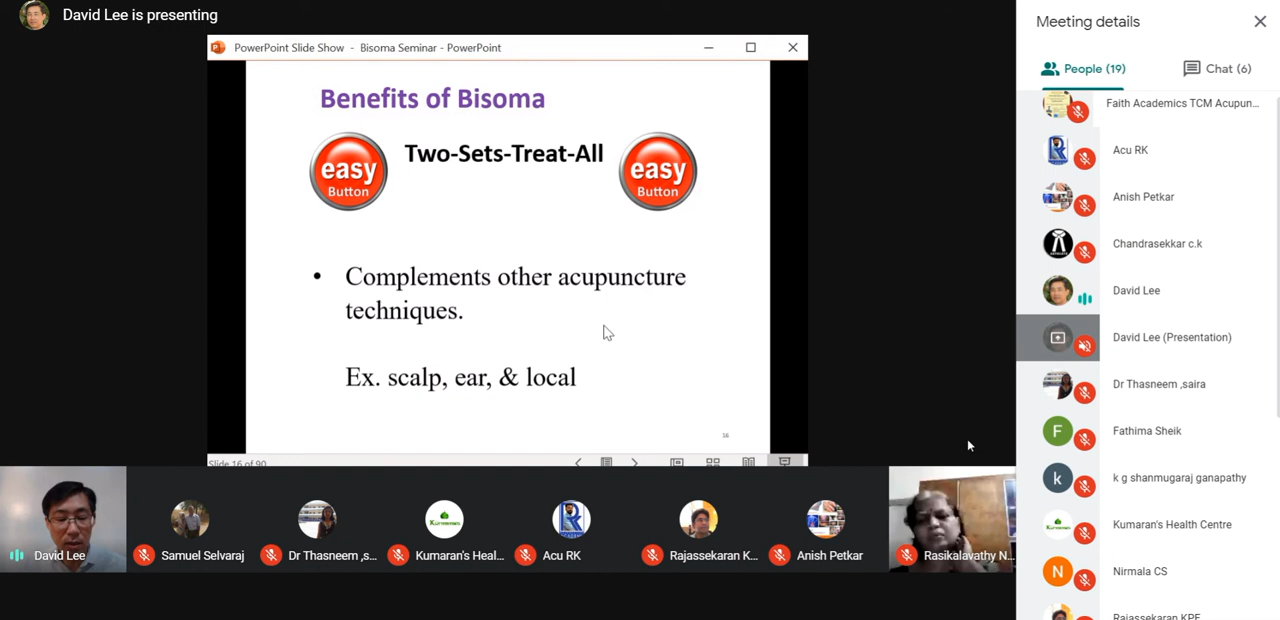 David Lee is presenting
PowerPoint Slide Show - Bisoma Seminar - PowerPoint
Benefits of Bisoma
easy
Button
Two-Sets-Treat-All
easy
Button
• Complements other acupuncture
techniques.
Ex. scalp, ear, & local
16
Slide 16 of 90
David Lee
Samuel Selvaraj
Dr Thasneem ,s...
Kumaran's Heal...
Acu RK
Rajassekaran K...
Anish Petkar
Rasikalavathy N...
Meeting details
People (19)
Chat (6)
Faith Academics TCM Acupun...
Acu RK
Anish Petkar
Chandrasekkar c.k
David Lee
David Lee (Presentation)
Dr Thasneem ,saira
F
Fathima Sheik
k
k g shanmugaraj ganapathy
Kumaran's Health Centre
N
Nirmala CS
Rajassekaran KPF